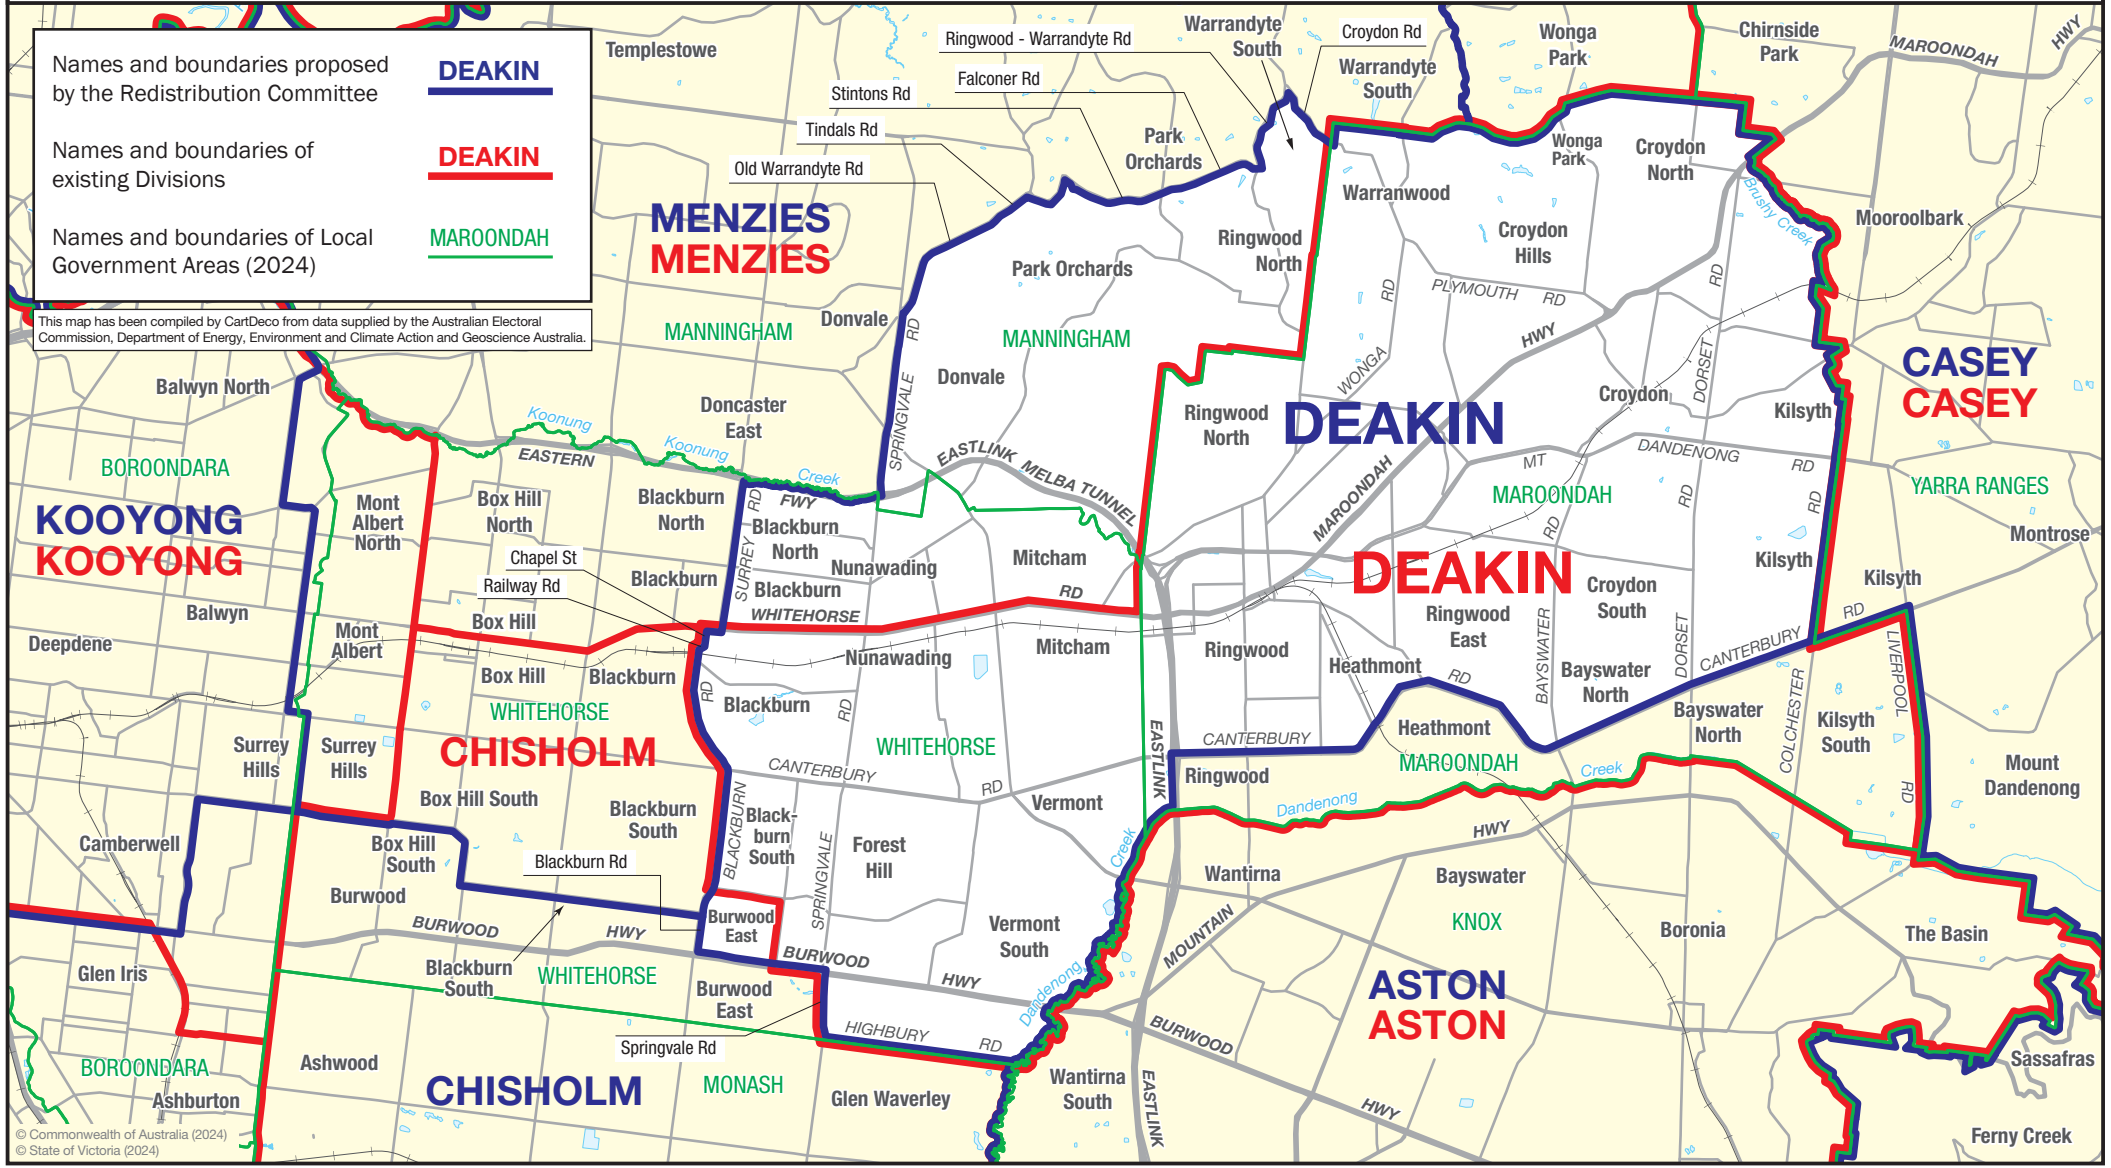 Names and boundaries proposed
by the Redistribution Committee
DEAKIN
Names and boundaries of
existing Divisions
DEAKIN
Names and boundaries of Local
Government Areas (2024)
MAROONDAH
This map has been compiled by CartDeco from data supplied by the Australian Electoral
Commission, Department of Energy, Environment and Climate Action and Geoscience Australia.
Templestowe
Ringwood - Warrandyte Rd
Warrandyte
South
Croydon Rd
Warrandyte
South
Wonga
Park
Chirnside
Park
MAROONDAH
HWY
Falconer Rd
Stintons Rd
Tindals Rd
Old Warrandyte Rd
Park
Orchards
Wonga
Park
Croydon
North
Warranwood
Brushy Creek
Mooroolbark
MENZIES
MENZIES
Ringwood
North
Croydon
Hills
Park Orchards
RD
PLYMOUTH
RD
RD
MANNINGHAM
Donvale
RD
MANNINGHAM
HWY
WONGA
DORSET
CASEY
CASEY
Balwyn North
Donvale
Croydon
Kilsyth
Doncaster
East
Koonung
Koonung
Creek
SPRINGVALE
Ringwood
North
DEAKIN
EASTERN
EASTLINK
MELBA TUNNEL
MAROONDAH
MT
DANDENONG
RD
BOROONDARA
YARRA RANGES
KOOYONG
KOOYONG
Mont
Albert
North
Box Hill
North
Blackburn
North
RD
FWY
Blackburn
North
MAROONDAH
RD
RD
RD
Montrose
Chapel St
Railway Rd
Blackburn
SURREY
Nunawading
Mitcham
Blackburn
DEAKIN
Kilsyth
Kilsyth
Balwyn
Box Hill
WHITEHORSE
RD
Croydon
South
Ringwood
East
BAYSWATER
DORSET
RD
Deepdene
Mont
Albert
Mitcham
Ringwood
CANTERBURY
LIVERPOOL
Nunawading
Heathmont
RD
Bayswater
North
Box Hill
Blackburn
RD
Blackburn
RD
WHITEHORSE
Heathmont
Bayswater
North
COLCHESTER
Kilsyth
South
Surrey
Hills
Surrey
Hills
CHISHOLM
WHITEHORSE
EASTLINK
CANTERBURY
MAROONDAH
Creek
CANTERBURY
RD
Ringwood
Mount
Dandenong
RD
Box Hill South
Blackburn
South
BLACKBURN
Black-
burn
South
Vermont
Dandenong
HWY
Camberwell
Box Hill
South
SPRINGVALE
Forest
Hill
Creek
Blackburn Rd
Wantirna
Bayswater
Burwood
Burwood
East
Vermont
South
MOUNTAIN
KNOX
Boronia
The Basin
BURWOOD
HWY
BURWOOD
HWY
Glen Iris
Blackburn
South
WHITEHORSE
Burwood
East
Dandenong
ASTON
ASTON
HIGHBURY
RD
BURWOOD
Springvale Rd
Ashwood
BOROONDARA
CHISHOLM
MONASH
Glen Waverley
Wantirna
South
EASTLINK
HWY
Sassafras
Ashburton
Ferny Creek
© Commonwealth of Australia (2024)
© State of Victoria (2024)